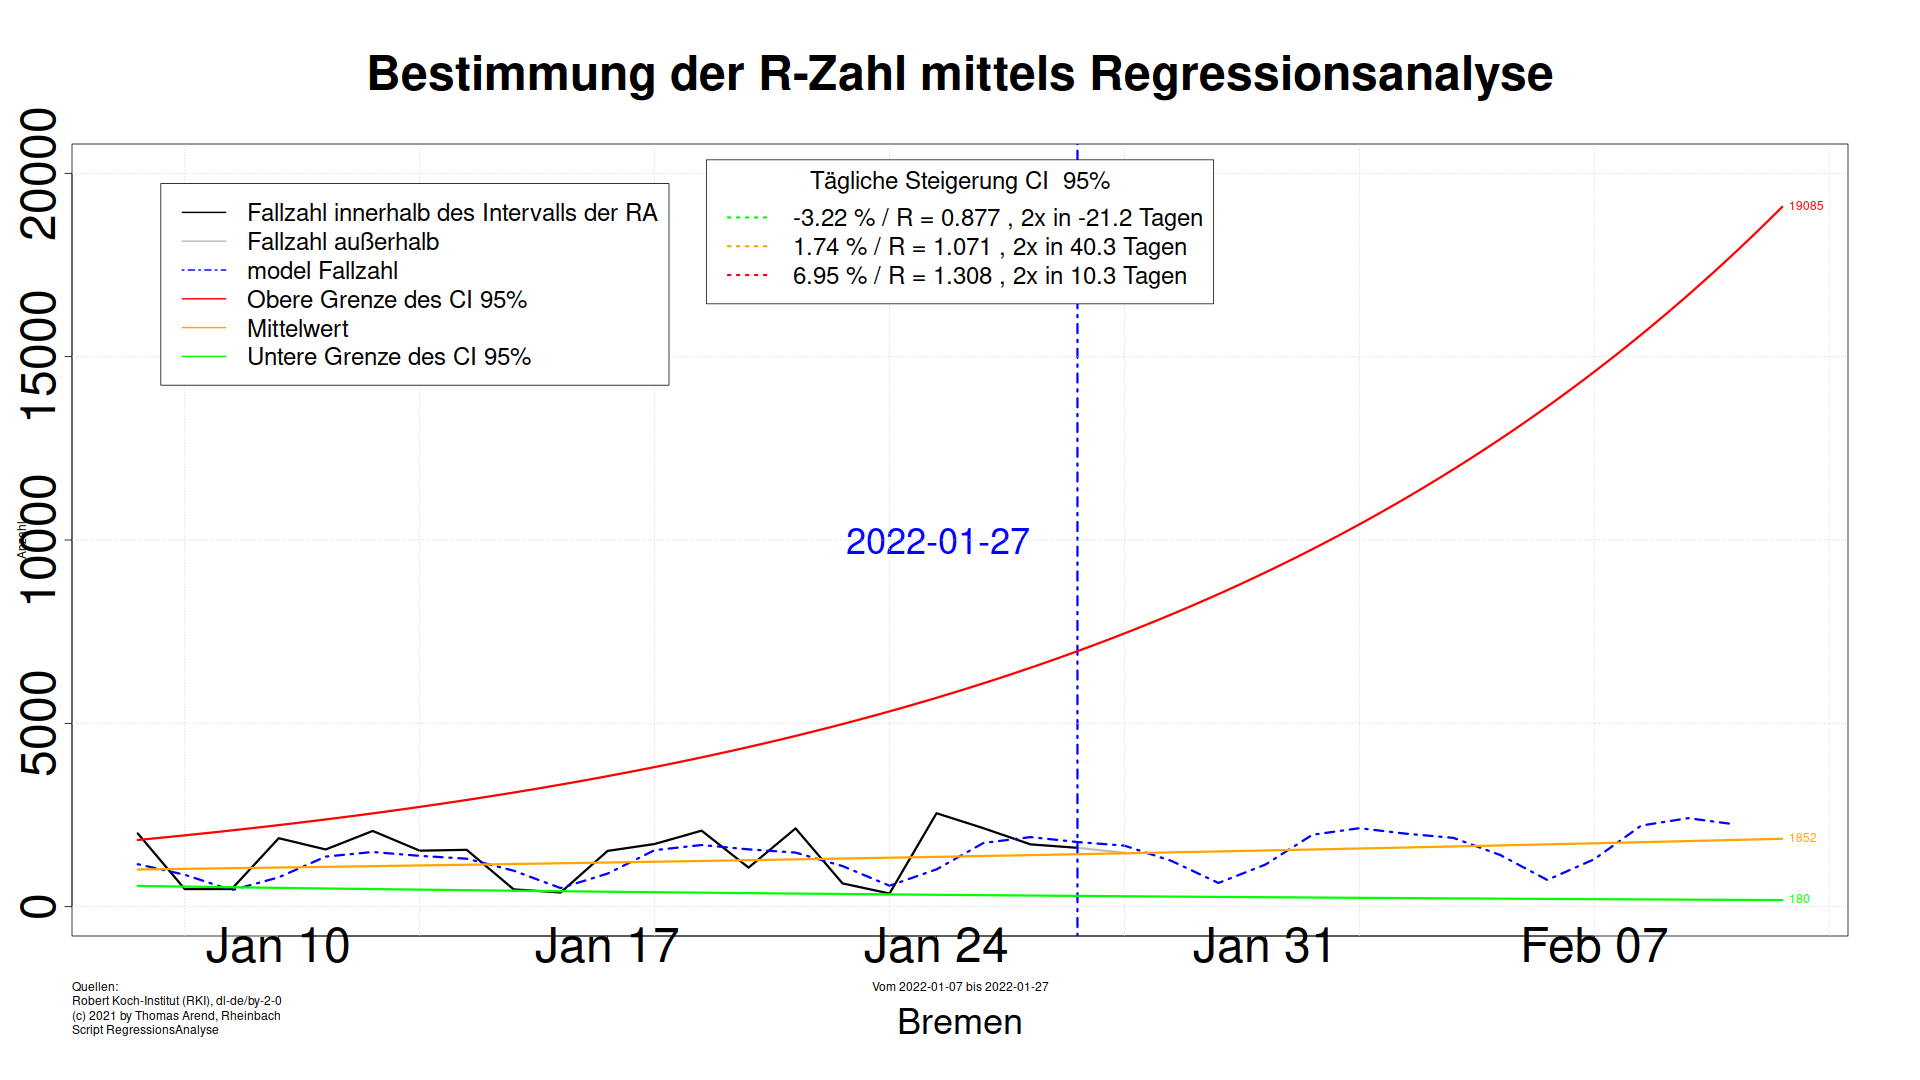 Bestimmung der R-Zahl mittels Regressionsanalyse
Anzahl
20000
15000
10000
5000
0
Fallzahl innerhalb des Intervalls der RA
Fallzahl außerhalb
model Fallzahl
Obere Grenze des CI 95%
Mittelwert
Untere Grenze des CI 95%
Tägliche Steigerung CI 95%
-3.22 % / R = 0.877 , 2x in -21.2 Tagen
1.74 % / R = 1.071 , 2x in 40.3 Tagen
6.95 % / R = 1.308 , 2x in 10.3 Tagen
19085
2022-01-27
1852
180
Jan 10
Jan 17
Jan 24
Jan 31
Feb 07
Quellen:
Robert Koch-Institut (RKI), dl-de/by-2-0
(c) 2021 by Thomas Arend, Rheinbach
Script RegressionsAnalyse
Vom 2022-01-07 bis 2022-01-27
Bremen